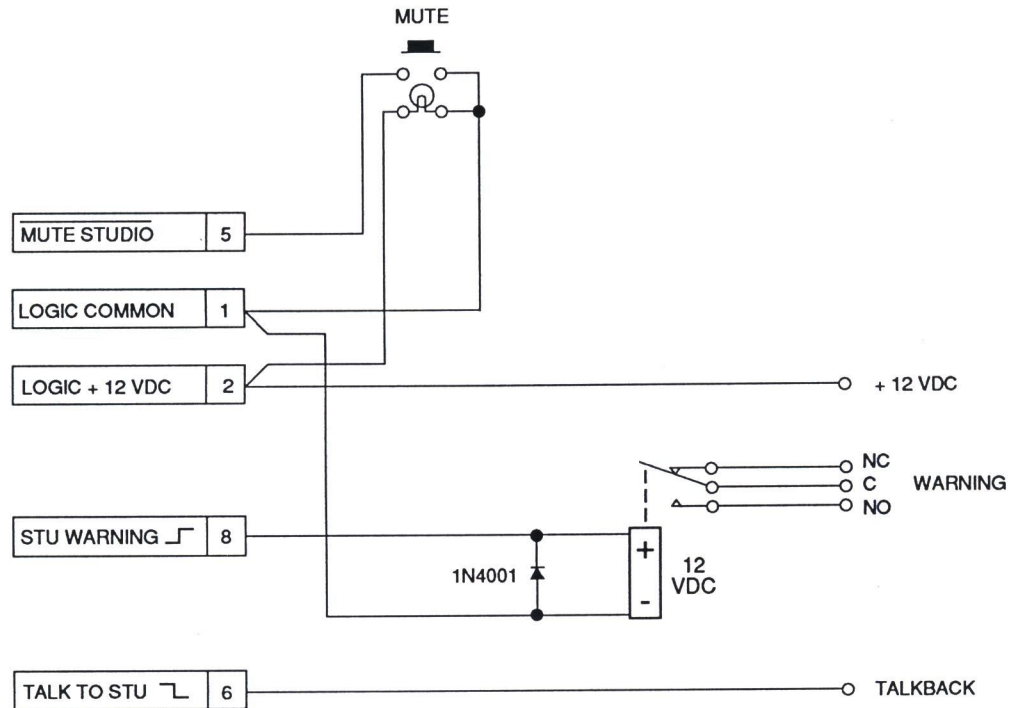 MUTE
MUTE STUDIO 5
LOGIC COMMON 1
LOGIC + 12 VDC 2
+ 12 VDC
NC
C WARNING
NO
STU WARNING 8
1N4001
+
-
12
VDC
TALK TO STU 6
TALKBACK